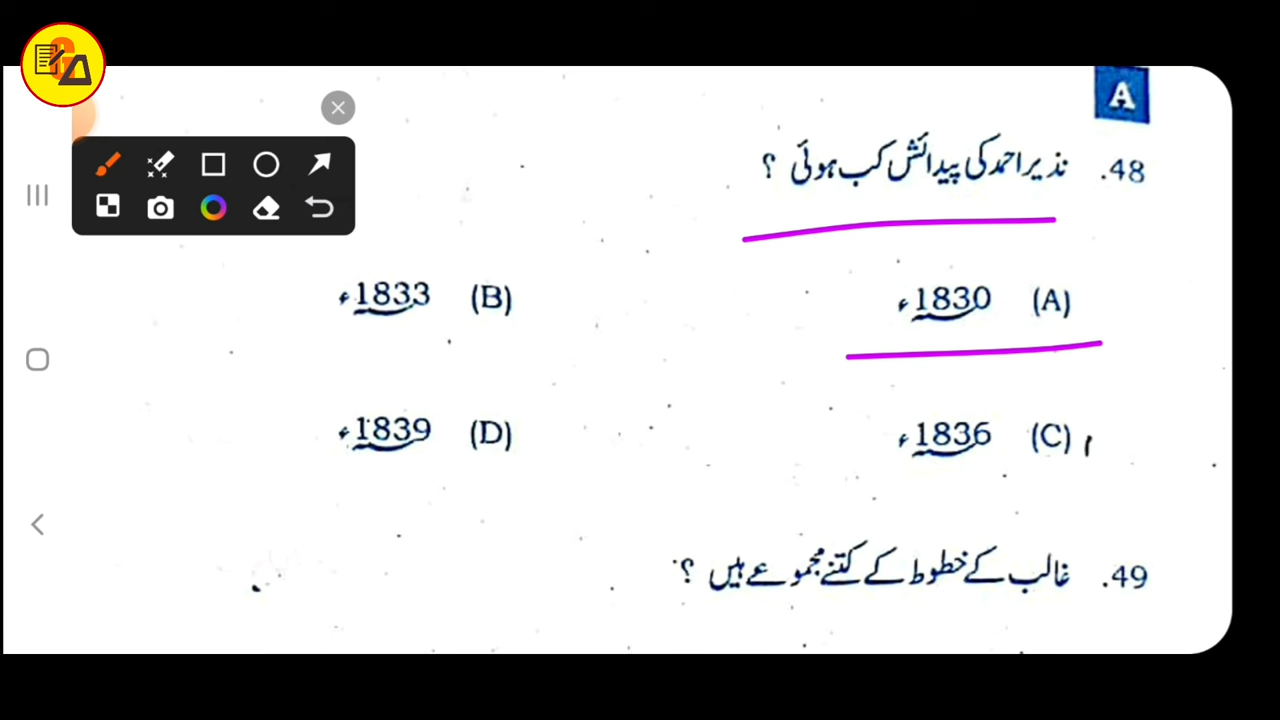 A
48. نذیر احمد کی پیدائش کب ہوئی ؟
(A) 1830ء (B) 1833ء
(C) 1836ء (D) 1839ء
49. غالب کے خطوط کے کتنے مجموعے ہیں ؟